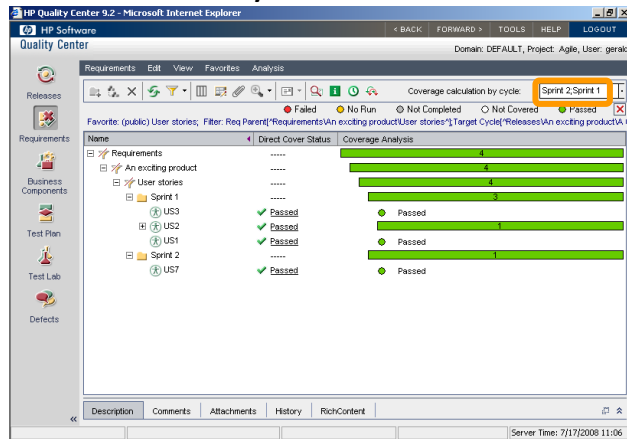 HP Quality Center 9.2 - Microsoft Internet Explorer
HP Software
< BACK FORWARD > TOOLS HELP LOGOUT
Quality Center
Domain: DEFAULT, Project: Agile, User: gerald
Requirements Edit View Favorites Analysis
Coverage calculation by cycle: Sprint 2;Sprint 1
Failed No Run Not Completed Not Covered Passed
Favorite: (public) User stories; Filter: Req Parent[^Requirements\An exciting product\User stories^];Target Cycle[^Releases\An exciting product\A
Name Direct Cover Status Coverage Analysis
Requirements ----- 4
An exciting product ----- 4
User stories ----- 4
Sprint 1 ----- 3
US3 Passed Passed
US2 Passed 1
US1 Passed Passed
Sprint 2 ----- 1
US7 Passed Passed
Releases
Requirements
Business
Components
Test Plan
Test Lab
Defects
Description Comments Attachments History RichContent
Server Time: 7/17/2008 11:06